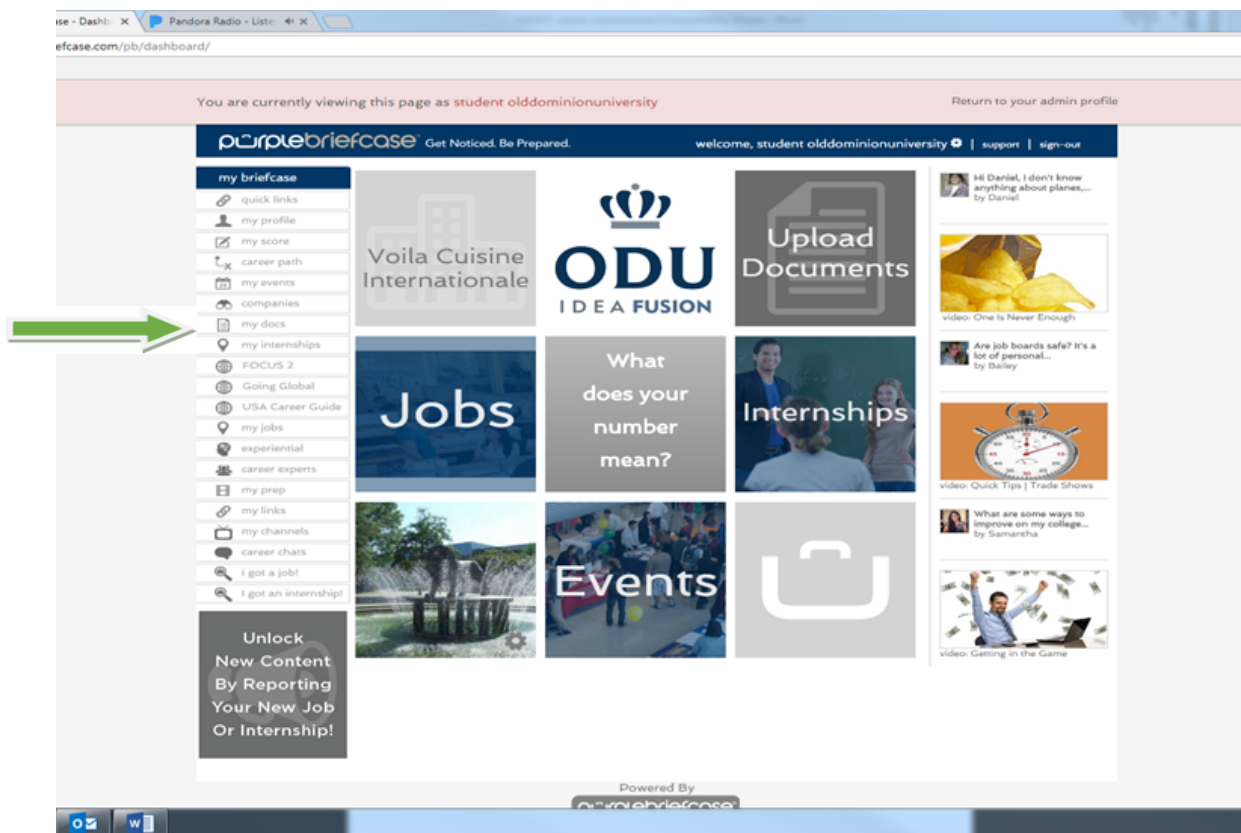 ase - Dashb
Pandora Radio - Liste
efcase.com/pb/dashboard/
You are currently viewing this page as student olddominionuniversity
Return to your admin profile
purplebriefcase Get Noticed. Be Prepared.
welcome, student olddominionuniversity | support | sign-out
my briefcase
quick links
my profile
my score
career path
my events
companies
my docs
my internships
FOCUS 2
Going Global
USA Career Guide
my jobs
experiential
career experts
my prep
my links
my channels
career chats
i got a job!
I got an internship!
Unlock
New Content
By Reporting
Your New Job
Or Internship!
Voila Cuisine
Internationale
ODU
IDEA FUSION
Upload
Documents
Jobs
What
does your
number
mean?
Internships
Events
Hi Daniel, I don't know
anything about planes,...
by Daniel
video: One Is Never Enough
Are job boards safe? It's a
lot of personal...
by Bailey
video: Quick Tips | Trade Shows
What are some ways to
improve on my college...
by Samantha
video: Getting in the Game
Powered By
purplebriefcase